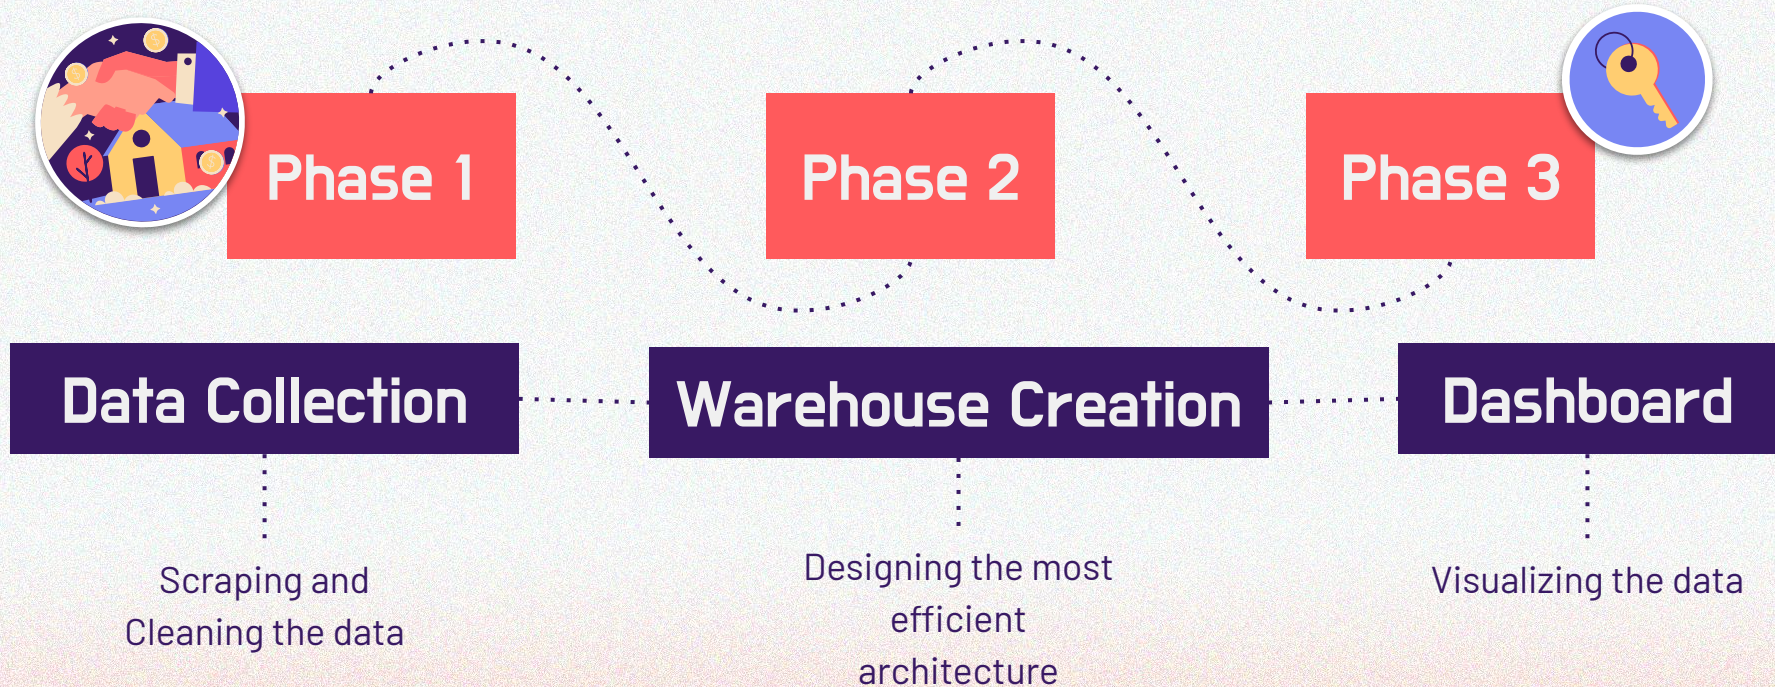 Phase 1
Phase 2
Phase 3
Data Collection
Warehouse Creation
Dashboard
Scraping and
Cleaning the data
Designing the most
efficient
architecture
Visualizing the data